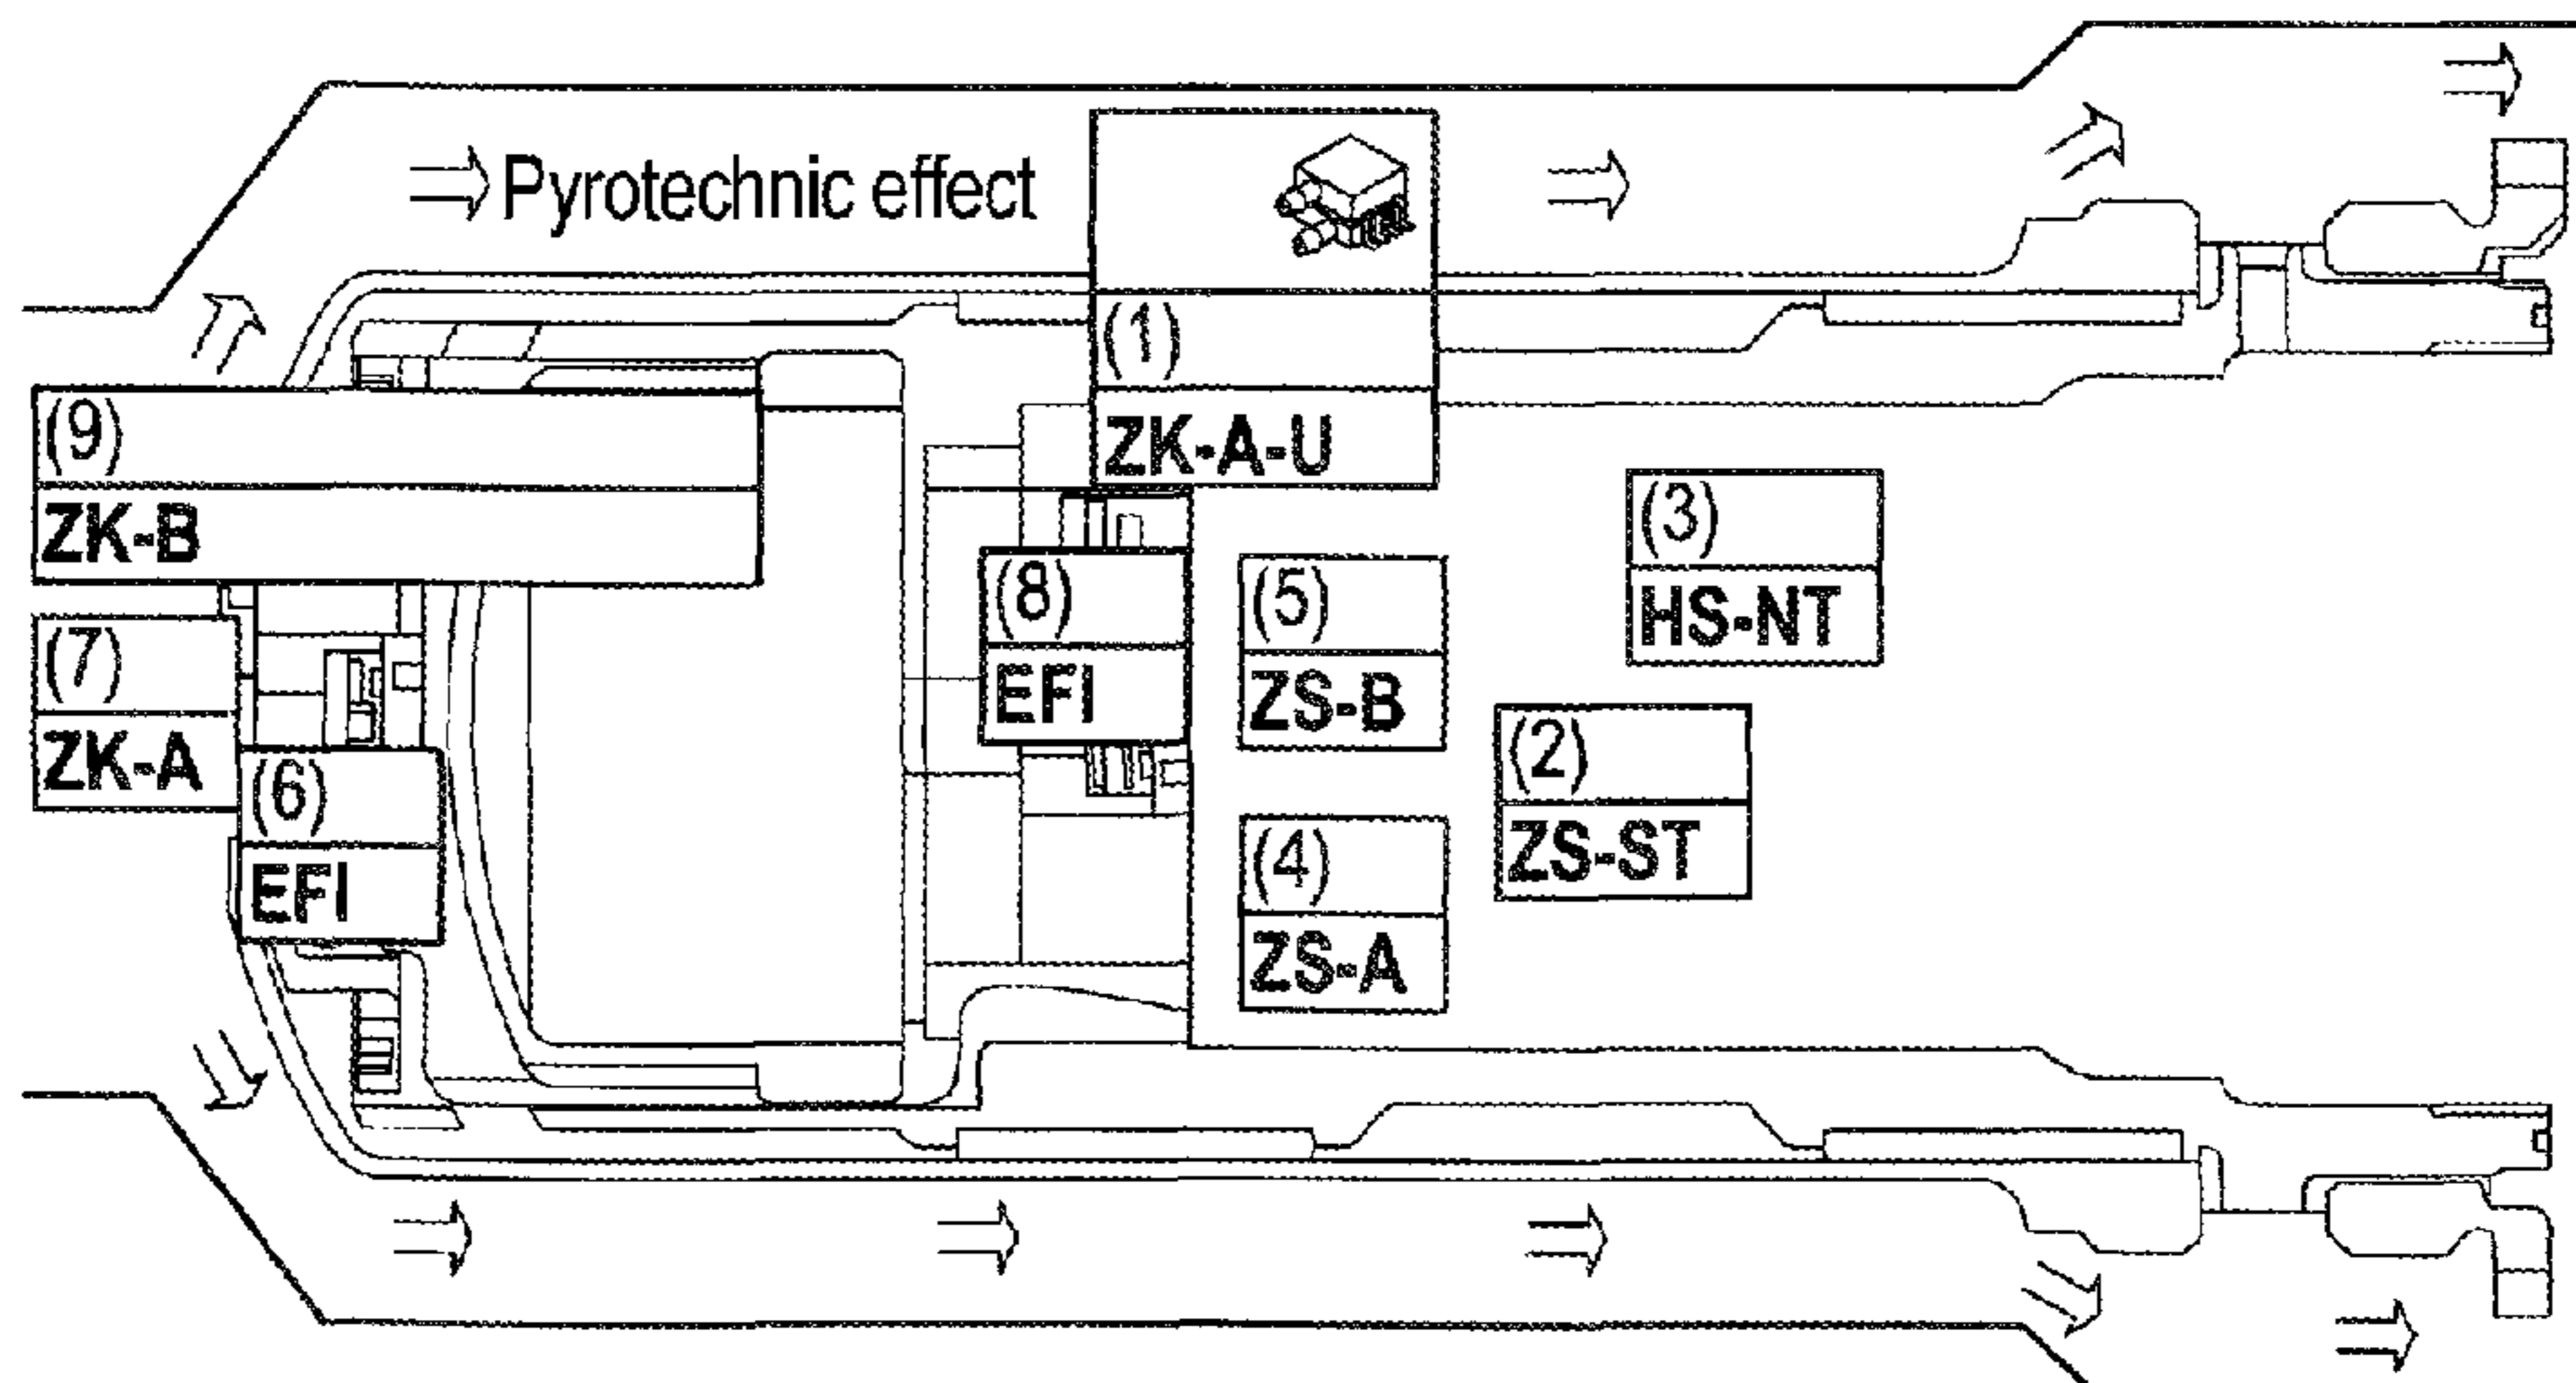 Pyrotechnic effect
(1)
ZK-A-U
(9)
ZK-B
(3)
HS-NT
(8)
EFI
(5)
ZS-B
(7)
ZK-A
(2)
ZS-ST
(6)
EFI
(4)
ZS-A